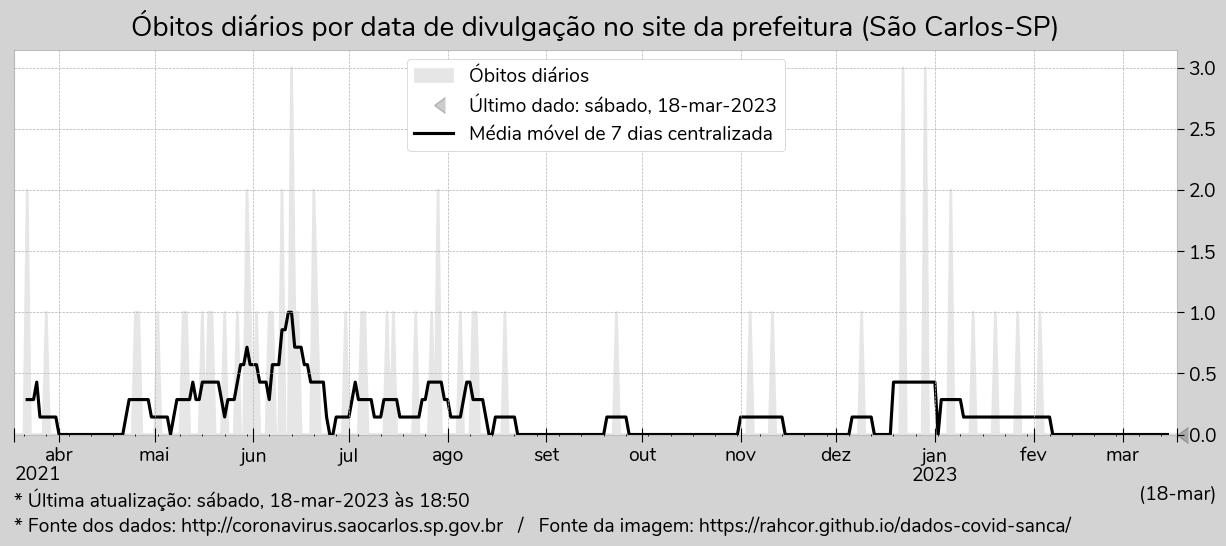 Óbitos diários por data de divulgação no site da prefeitura (São Carlos-SP)
Óbitos diários
Último dado: sábado, 18-mar-2023
Média móvel de 7 dias centralizada
3.0
2.5
2.0
1.5
1.0
0.5
0.0
abr mai jun jul ago set out nov dez jan fev mar
2021 2023
(18-mar)
* Última atualização: sábado, 18-mar-2023 às 18:50
* Fonte dos dados: http://coronavirus.saocarlos.sp.gov.br / Fonte da imagem: https://rahcor.github.io/dados-covid-sanca/